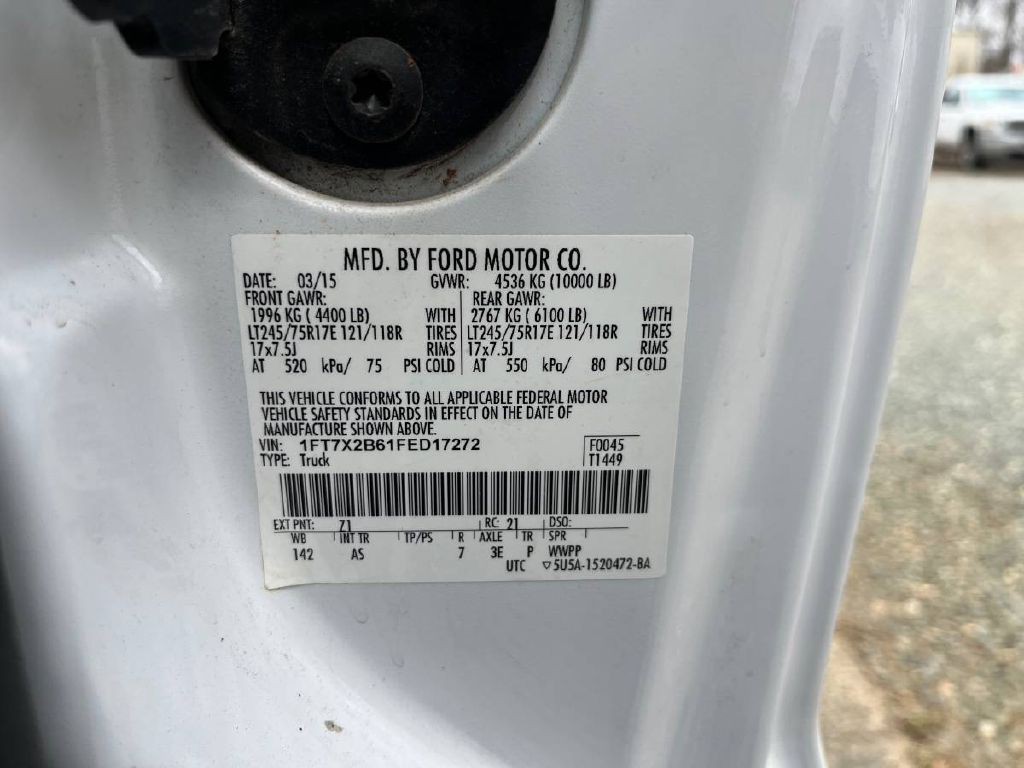 MFD. BY FORD MOTOR CO.
DATE: 03/15 GVWR: 4536 KG (10000 LB)
FRONT GAWR: REAR GAWR:
1996 KG ( 4400 LB) WITH 2767 KG ( 6100 LB) WITH
LT245/75R17E 121/118R TIRES LT245/75R17E 121/118R TIRES
17x7.5J RIMS 17x7.5J RIMS
AT 520 kPa/ 75 PSI COLD AT 550 kPa/ 80 PSI COLD
THIS VEHICLE CONFORMS TO ALL APPLICABLE FEDERAL MOTOR
VEHICLE SAFETY STANDARDS IN EFFECT ON THE DATE OF
MANUFACTURE SHOWN ABOVE.
VIN: 1FT7X2B61FED17272 F0045
TYPE: Truck T1449
EXT PNT: Z1 RC: 21 DSO:
WB INT TR TP/PS R AXLE TR SPR
142 AS 7 3E P WWPP
UTC ▽5U5A-1520472-BA